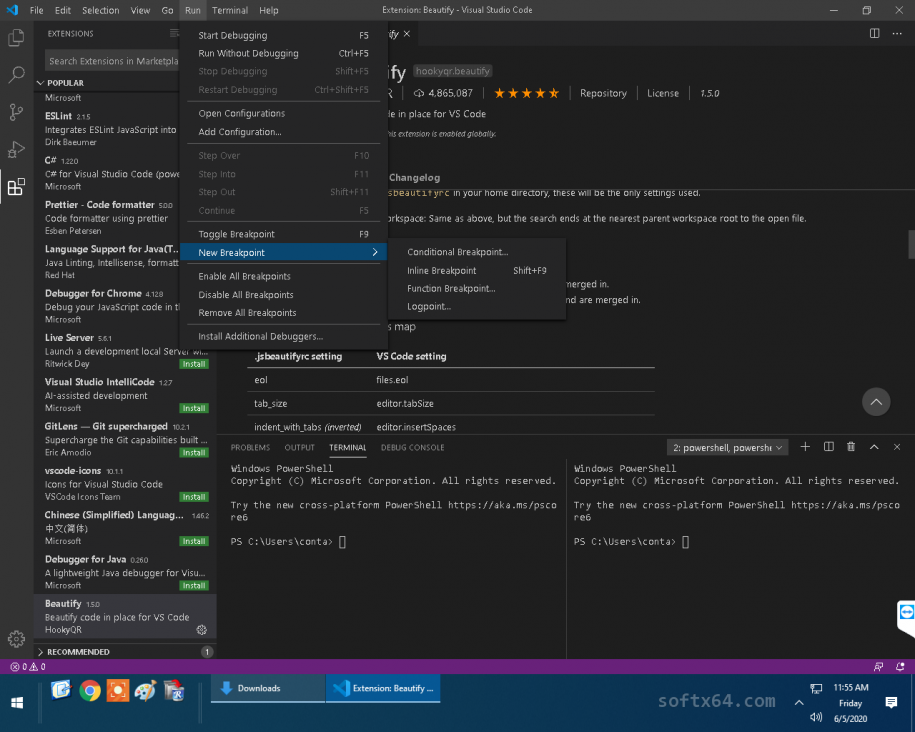 File Edit Selection View Go Run Terminal Help
Extension: Beautify - Visual Studio Code
EXTENSIONS
Search Extensions in Marketpla
POPULAR
Microsoft
ESLint 2.1.5
Integrates ESLint JavaScript into
Dirk Baeumer
C# 1.22.0
C# for Visual Studio Code (powe
Microsoft
Prettier - Code formatter 5.0.0
Code formatter using prettier
Esben Petersen
Language Support for Java(T...
Java Linting, Intellisense, formatt
Red Hat
Debugger for Chrome 4.12.8
Debug your JavaScript code in t
Microsoft
Live Server 5.6.1
Launch a development local Server wi...
Ritwick Dey Install
Visual Studio IntelliCode 1.2.7
AI-assisted development
Microsoft Install
GitLens — Git supercharged 10.2.1
Supercharge the Git capabilities built ...
Eric Amodio Install
vscode-icons 10.1.1
Icons for Visual Studio Code
VSCode Icons Team Install
Chinese (Simplified) Languag... 1.45.2
中文(简体)
Microsoft Install
Debugger for Java 0.26.0
A lightweight Java debugger for Visu...
Microsoft Install
Beautify 1.5.0
Beautify code in place for VS Code
HookyQR
RECOMMENDED 1
Start Debugging F5
Run Without Debugging Ctrl+F5
Stop Debugging Shift+F5
Restart Debugging Ctrl+Shift+F5
Open Configurations
Add Configuration...
Step Over F10
Step Into F11
Step Out Shift+F11
Continue F5
Toggle Breakpoint F9
New Breakpoint
Enable All Breakpoints
Disable All Breakpoints
Remove All Breakpoints
Install Additional Debuggers...
Conditional Breakpoint...
Inline Breakpoint Shift+F9
Function Breakpoint...
Logpoint...
ify
fy hookyqr.beautify
R 4,865,087 Repository License 1.5.0
de in place for VS Code
his extension is enabled globally.
Changelog
sbeautifyrc in your home directory, these will be the only settings used.
rkspace: Same as above, but the search ends at the nearest parent workspace root to the open file.
merged in.
nd are merged in.
s map
.jsbeautifyrc setting VS Code setting
eol files.eol
tab_size editor.tabSize
indent_with_tabs (inverted) editor.insertSpaces
PROBLEMS OUTPUT TERMINAL DEBUG CONSOLE
2: powershell, powershe
Windows PowerShell
Copyright (C) Microsoft Corporation. All rights reserved.
Try the new cross-platform PowerShell https://aka.ms/psco
re6
PS C:\Users\conta>
Windows PowerShell
Copyright (C) Microsoft Corporation. All rights reserved.
Try the new cross-platform PowerShell https://aka.ms/psco
re6
PS C:\Users\conta>
0 0
Downloads
Extension: Beautify ...
softx64.com
11:55 AM
Friday
6/5/2020